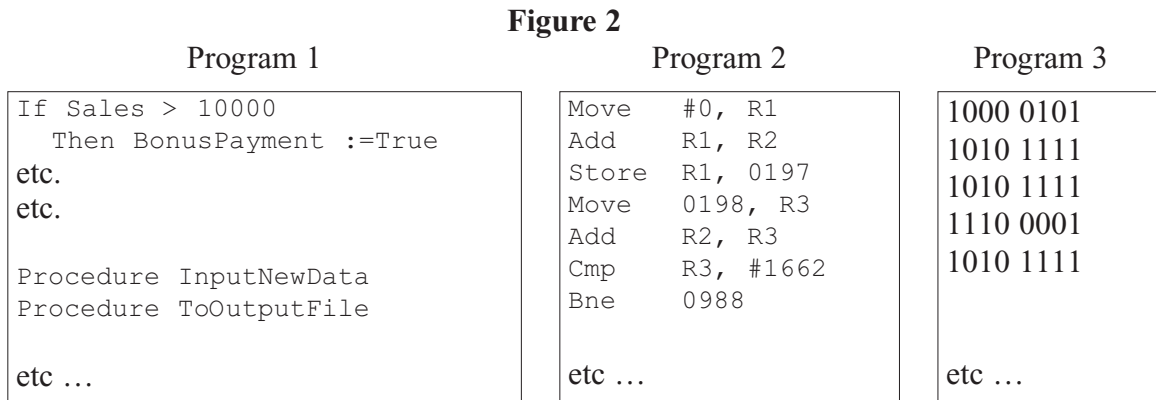 Figure 2
Program 1
If Sales > 10000
Then BonusPayment :=True
etc.
etc.
Procedure InputNewData
Procedure ToOutputFile
etc …
Program 2
Move #0, R1
Add R1, R2
Store R1, 0197
Move 0198, R3
Add R2, R3
Cmp R3, #1662
Bne 0988
etc …
Program 3
1000 0101
1010 1111
1010 1111
1110 0001
1010 1111
etc …